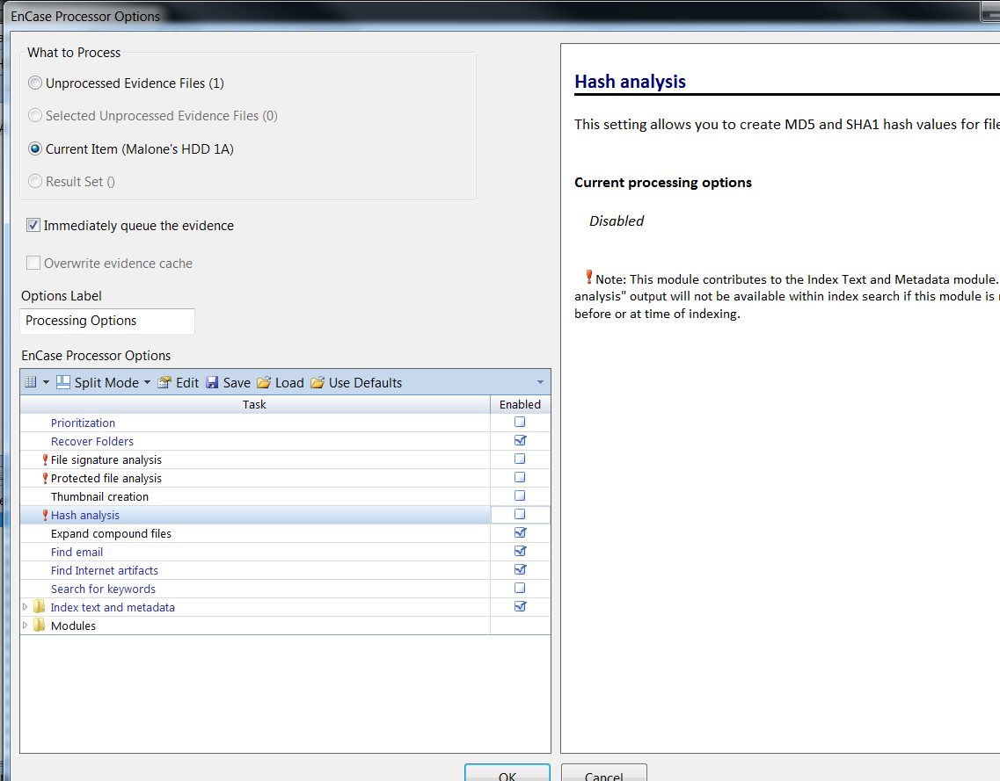 EnCase Processor Options
What to Process
Unprocessed Evidence Files (1)
Selected Unprocessed Evidence Files (0)
Current Item (Malone's HDD 1A)
Result Set ()
Immediately queue the evidence
Overwrite evidence cache
Options Label
Processing Options
EnCase Processor Options
Split Mode Edit Save Load Use Defaults
Task Enabled
Prioritization
Recover Folders
File signature analysis
Protected file analysis
Thumbnail creation
Hash analysis
Expand compound files
Find email
Find Internet artifacts
Search for keywords
Index text and metadata
Modules
Hash analysis
This setting allows you to create MD5 and SHA1 hash values for file
Current processing options
Disabled
Note: This module contributes to the Index Text and Metadata module.
analysis" output will not be available within index search if this module is
before or at time of indexing.
OK Cancel